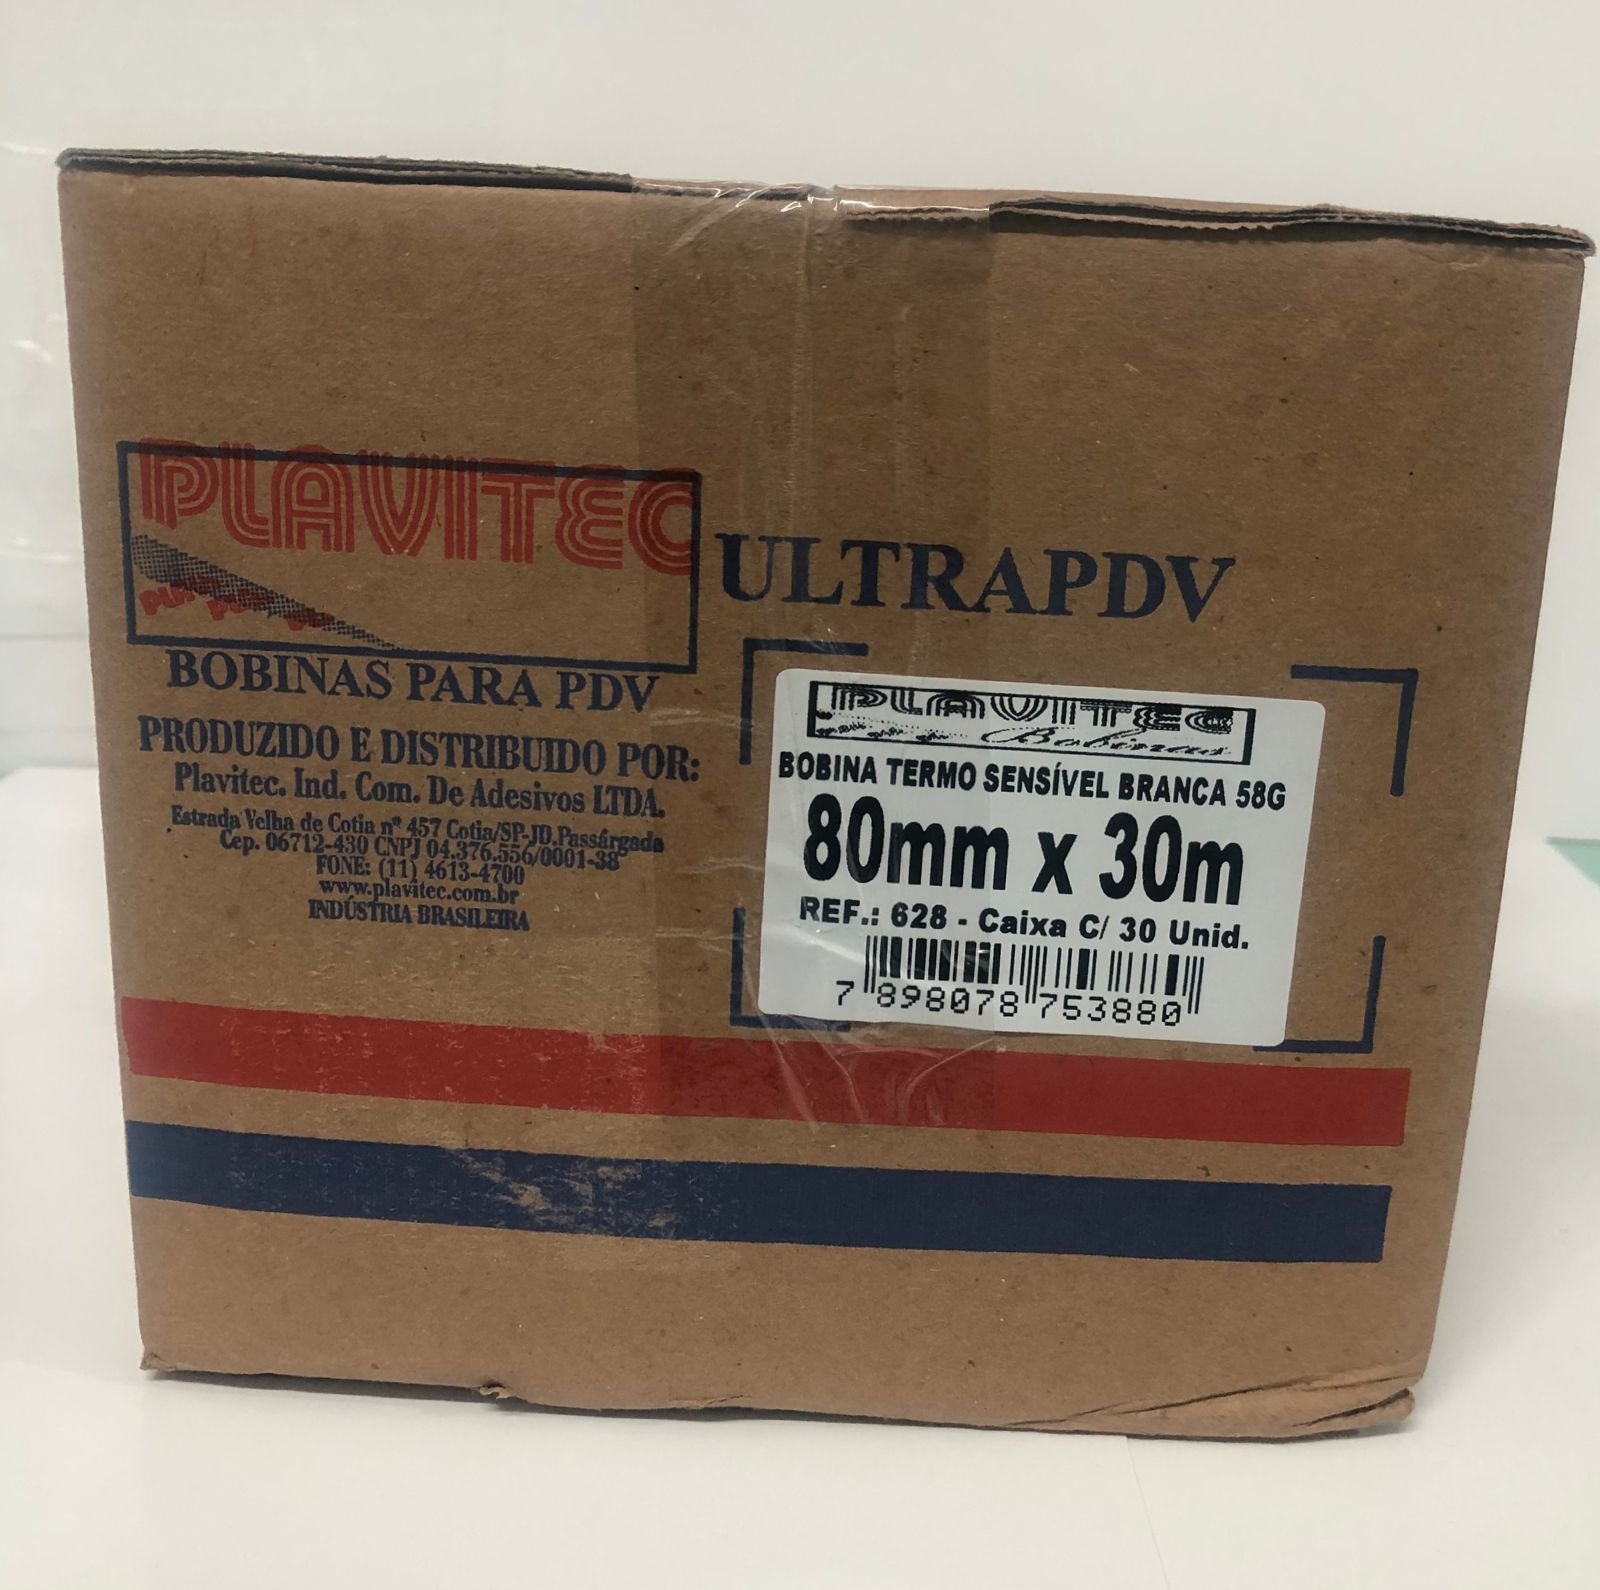 PLAVITEC
ULTRAPDV
BOBINAS PARA PDV
PRODUZIDO E DISTRIBUIDO POR:
Plavitec. Ind. Com. De Adesivos LTDA.
Estrada Velha de Cotia nº 457 Cotia/SP-JD.Passárgada
Cep. 06712-430 CNPJ 04.376.556/0001-38
FONE: (11) 4613-4700
www.plavitec.com.br
INDÚSTRIA BRASILEIRA
PLAVITEC
Bobinas
BOBINA TERMO SENSÍVEL BRANCA 58G
80mm x 30m
REF.: 628 - Caixa C/ 30 Unid.
7 898078 753880